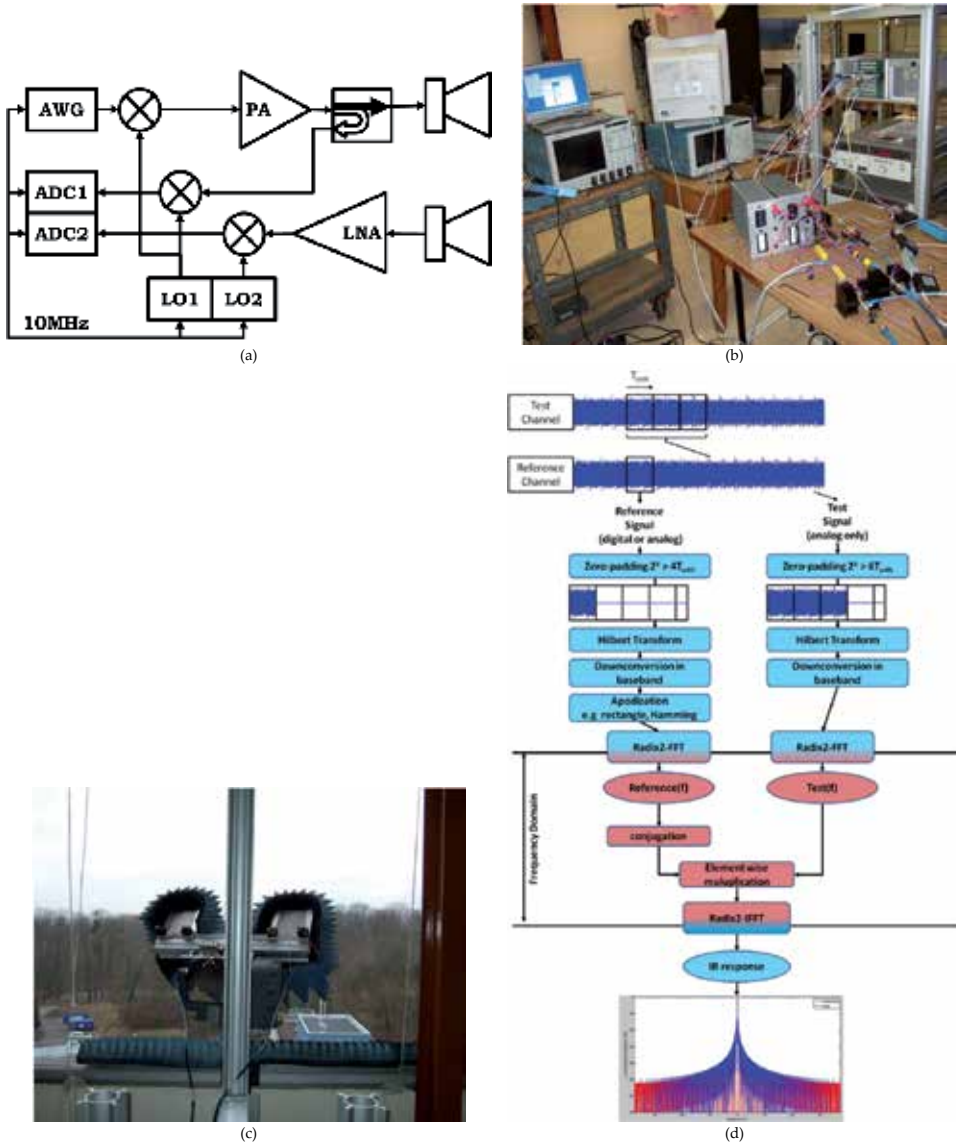 AWG
PA
ADC1
ADC2
LNA
LO1 LO2
10MHz
(a)
(b)
(c)
Test
Channel
Reference
Channel
Reference
Signal
(digital or analog)
Test
Signal
(analog only)
Hilbert Transform
Hilbert Transform
Downconversion in
baseband
Downconversion in
baseband
Apodization
e.g rectangle, Hamming
Radix2-FFT
Radix2-FFT
Frequency Domain
Reference(f)
Test(f)
conjugation
Element wise
multiplication
Radix2-IFFT
IR response
(d)